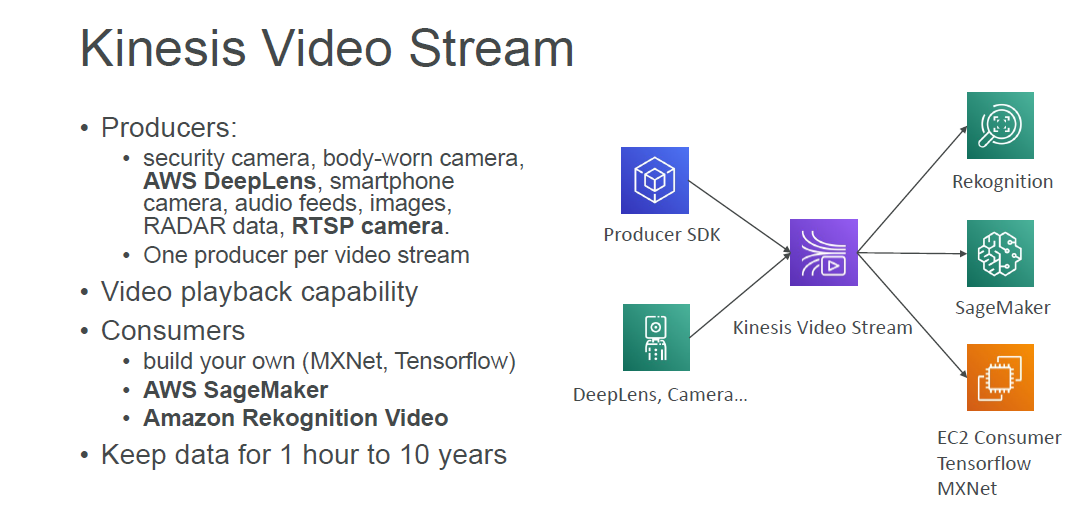 Kinesis Video Stream
• Producers:
• security camera, body-worn camera,
AWS DeepLens, smartphone
camera, audio feeds, images,
RADAR data, RTSP camera.
• One producer per video stream
• Video playback capability
• Consumers
• build your own (MXNet, Tensorflow)
• AWS SageMaker
• Amazon Rekognition Video
• Keep data for 1 hour to 10 years
Producer SDK
DeepLens, Camera...
Kinesis Video Stream
Rekognition
SageMaker
EC2 Consumer
Tensorflow
MXNet